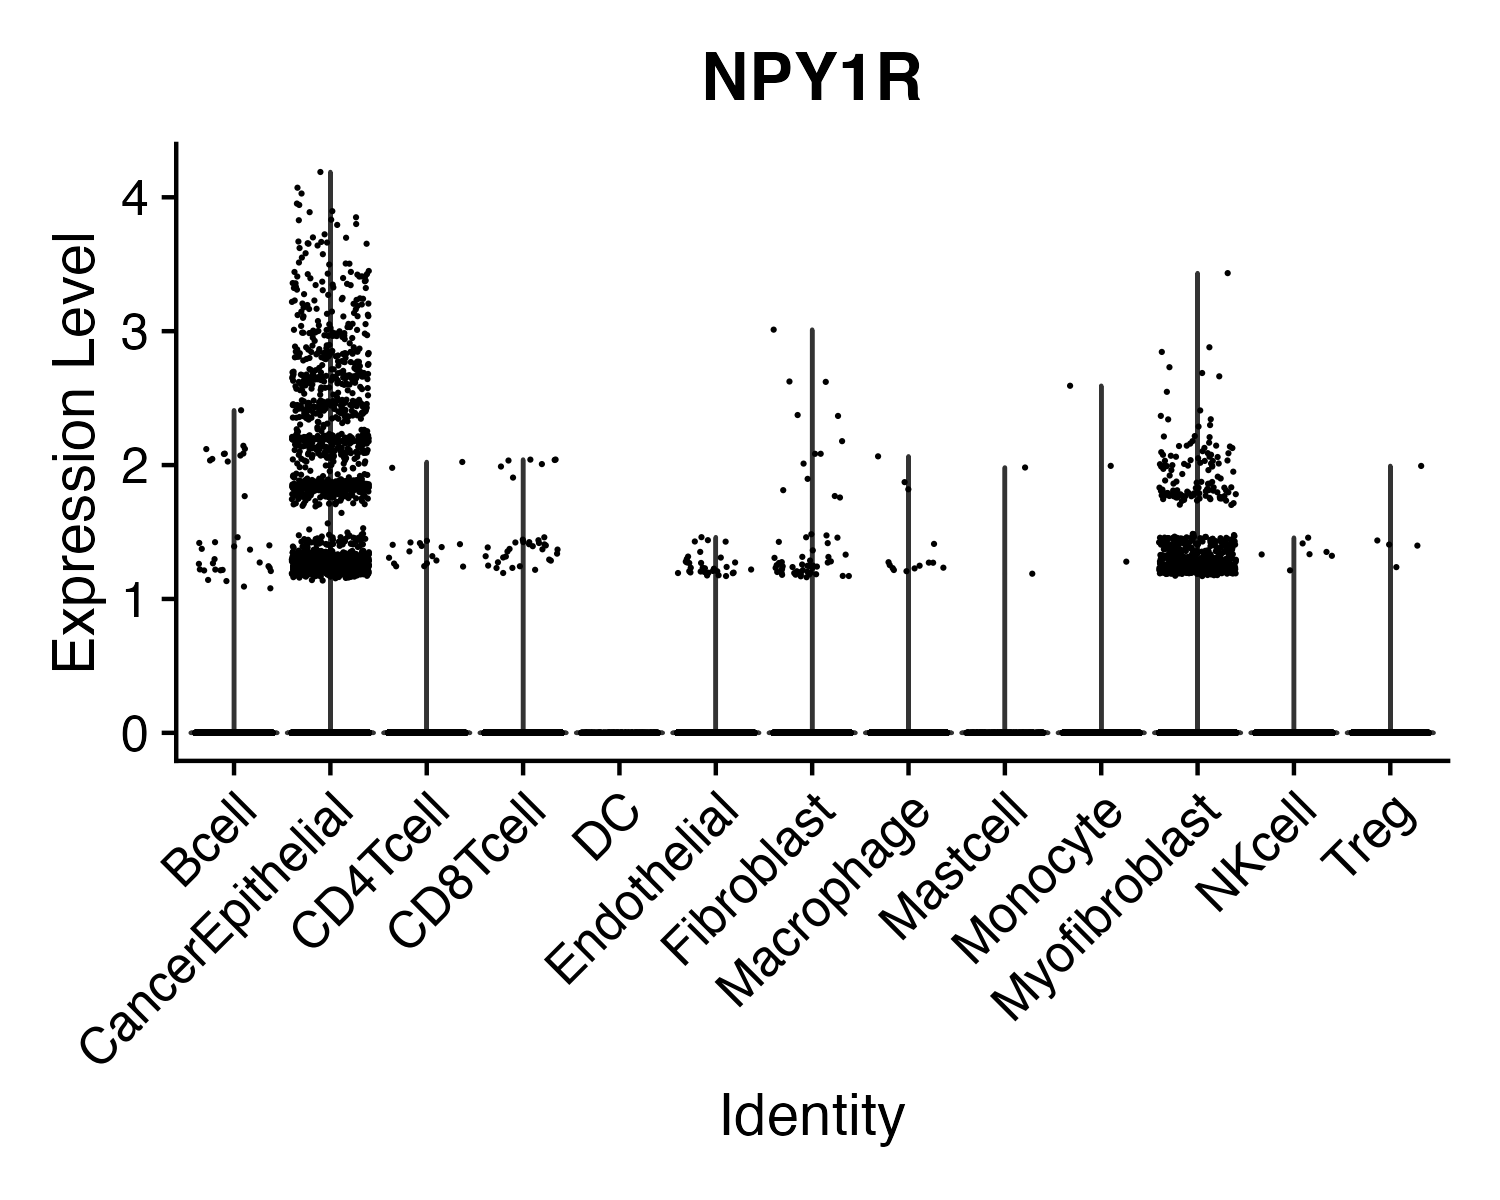 NPY1R
Expression Level
4
3
2
1
0
Bcell
CancerEpithelial
CD4Tcell
CD8Tcell
DC
Endothelial
Fibroblast
Macrophage
Mastcell
Monocyte
Myofibroblast
NKcell
Treg
Identity